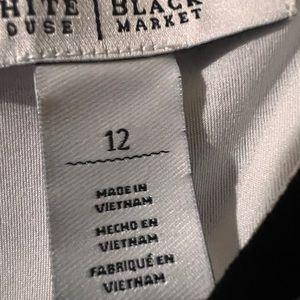 HITE | BLACK
OUSE | MARKET
12
MADE IN
VIETNAM
HECHO EN
VIETNAM
FABRIQUÉ EN
VIETNAM